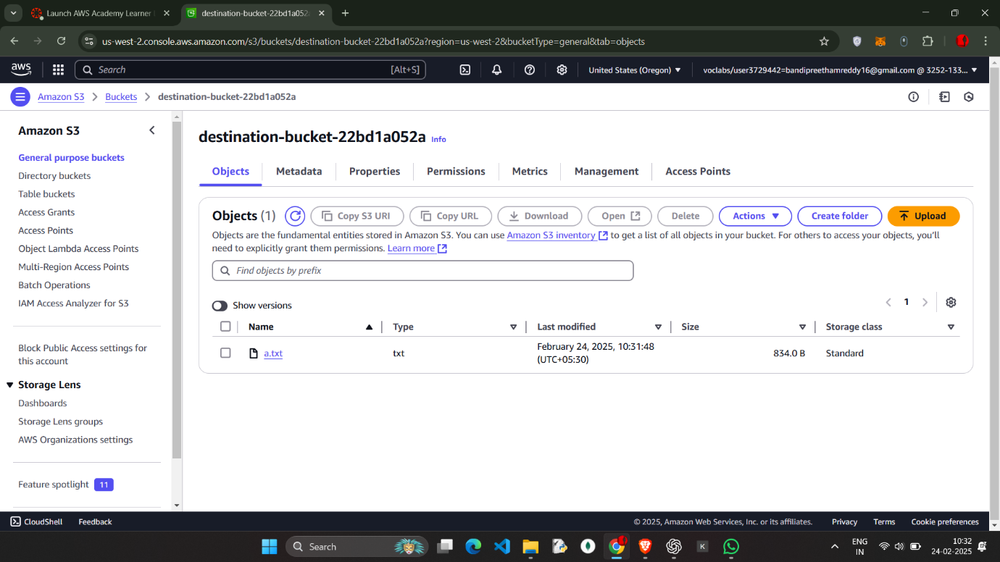 Launch AWS Academy Learner
destination-bucket-22bd1a052a
us-west-2.console.aws.amazon.com/s3/buckets/destination-bucket-22bd1a052a?region=us-west-2&bucketType=general&tab=objects
aws
Search
[Alt+S]
United States (Oregon)
voclabs/user3729442=bandipreethamreddy16@gmail.com @ 3252-133...
Amazon S3
Buckets
destination-bucket-22bd1a052a
Amazon S3
General purpose buckets
Directory buckets
Table buckets
Access Grants
Access Points
Object Lambda Access Points
Multi-Region Access Points
Batch Operations
IAM Access Analyzer for S3
Block Public Access settings for
this account
Storage Lens
Dashboards
Storage Lens groups
AWS Organizations settings
Feature spotlight 11
destination-bucket-22bd1a052a Info
Objects
Metadata
Properties
Permissions
Metrics
Management
Access Points
Objects (1)
Copy S3 URI
Copy URL
Download
Open
Delete
Actions
Create folder
Upload
Objects are the fundamental entities stored in Amazon S3. You can use Amazon S3 inventory to get a list of all objects in your bucket. For others to access your objects, you'll
need to explicitly grant them permissions. Learn more
Find objects by prefix
Show versions
1
Name
Type
Last modified
Size
Storage class
a.txt
txt
February 24, 2025, 10:31:48
(UTC+05:30)
834.0 B
Standard
CloudShell
Feedback
© 2025, Amazon Web Services, Inc. or its affiliates.
Privacy
Terms
Cookie preferences
Search
K
ENG
IN
10:32
24-02-2025